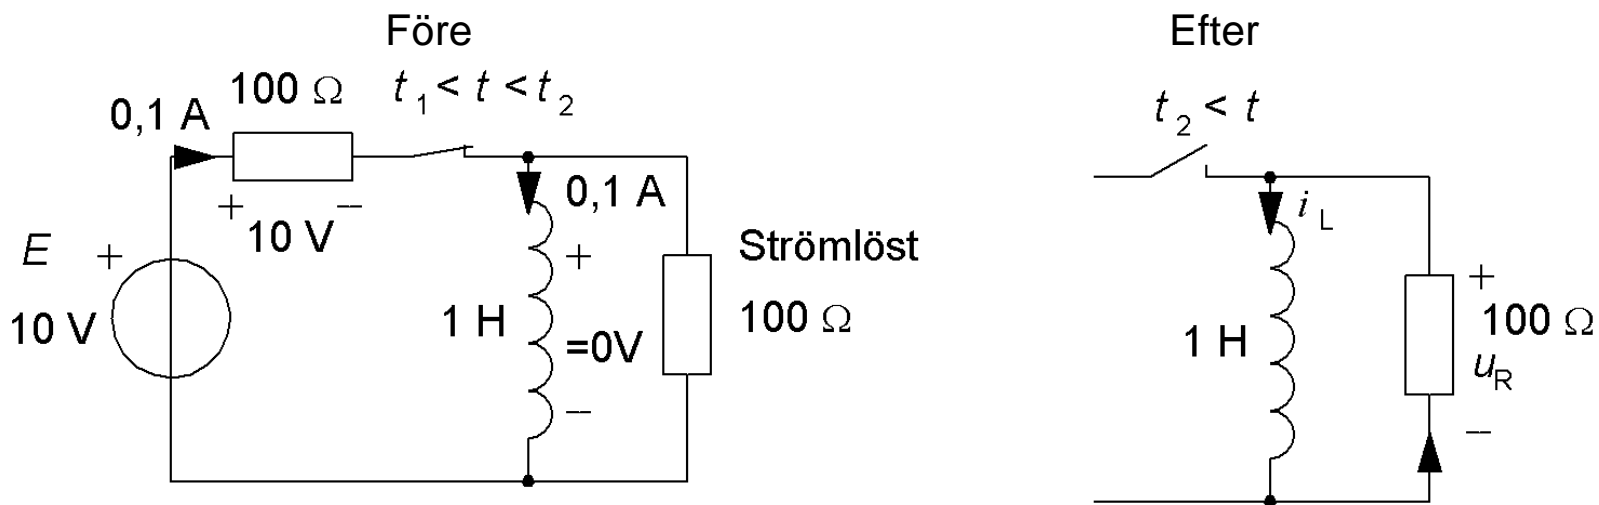 Före
Efter
100 Ω
t1 < t < t2
0,1 A
t2 < t
+ 10 V −
0,1 A
iL
E +
+
Strömlöst
+
10 V
1 H
100 Ω
=0V
1 H
100 Ω
uR
−
−